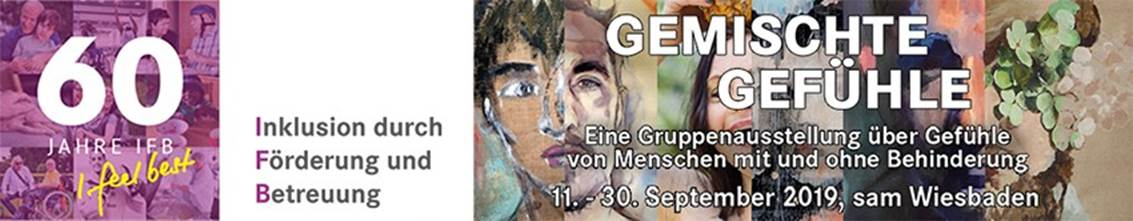 60
JAHRE IFB
I feel best
Inklusion durch
Förderung und
Betreuung
GEMISCHTE
GEFÜHLE
Eine Gruppenausstellung über Gefühle
von Menschen mit und ohne Behinderung
11. - 30. September 2019, sam Wiesbaden